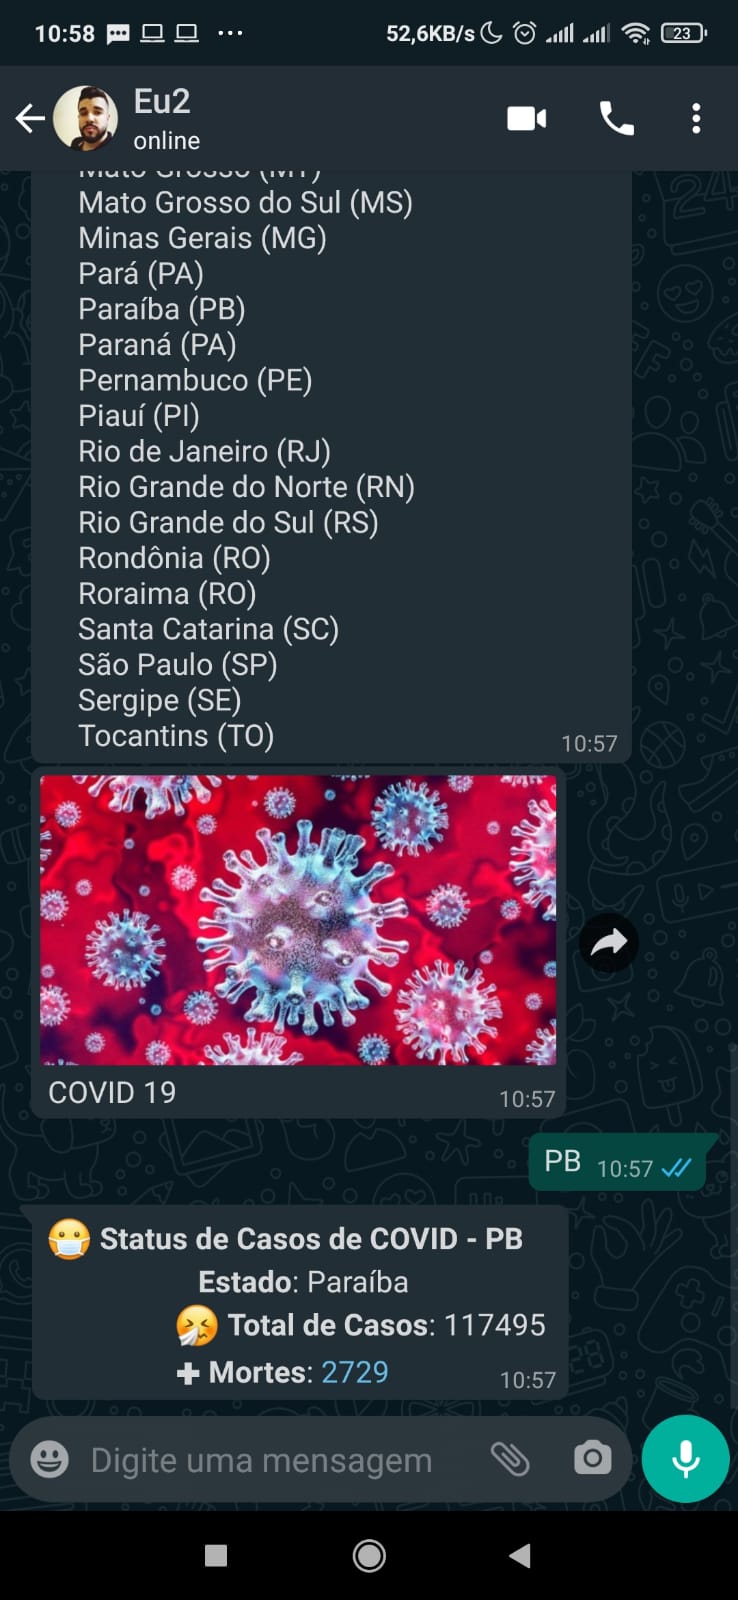 10:58
52,6KB/s
23
Eu2
online
Mato Grosso (MT)
Mato Grosso do Sul (MS)
Minas Gerais (MG)
Pará (PA)
Paraíba (PB)
Paraná (PA)
Pernambuco (PE)
Piauí (PI)
Rio de Janeiro (RJ)
Rio Grande do Norte (RN)
Rio Grande do Sul (RS)
Rondônia (RO)
Roraima (RO)
Santa Catarina (SC)
São Paulo (SP)
Sergipe (SE)
Tocantins (TO)
10:57
COVID 19
10:57
PB
10:57
Status de Casos de COVID - PB
Estado: Paraíba
Total de Casos: 117495
Mortes: 2729
10:57
Digite uma mensagem